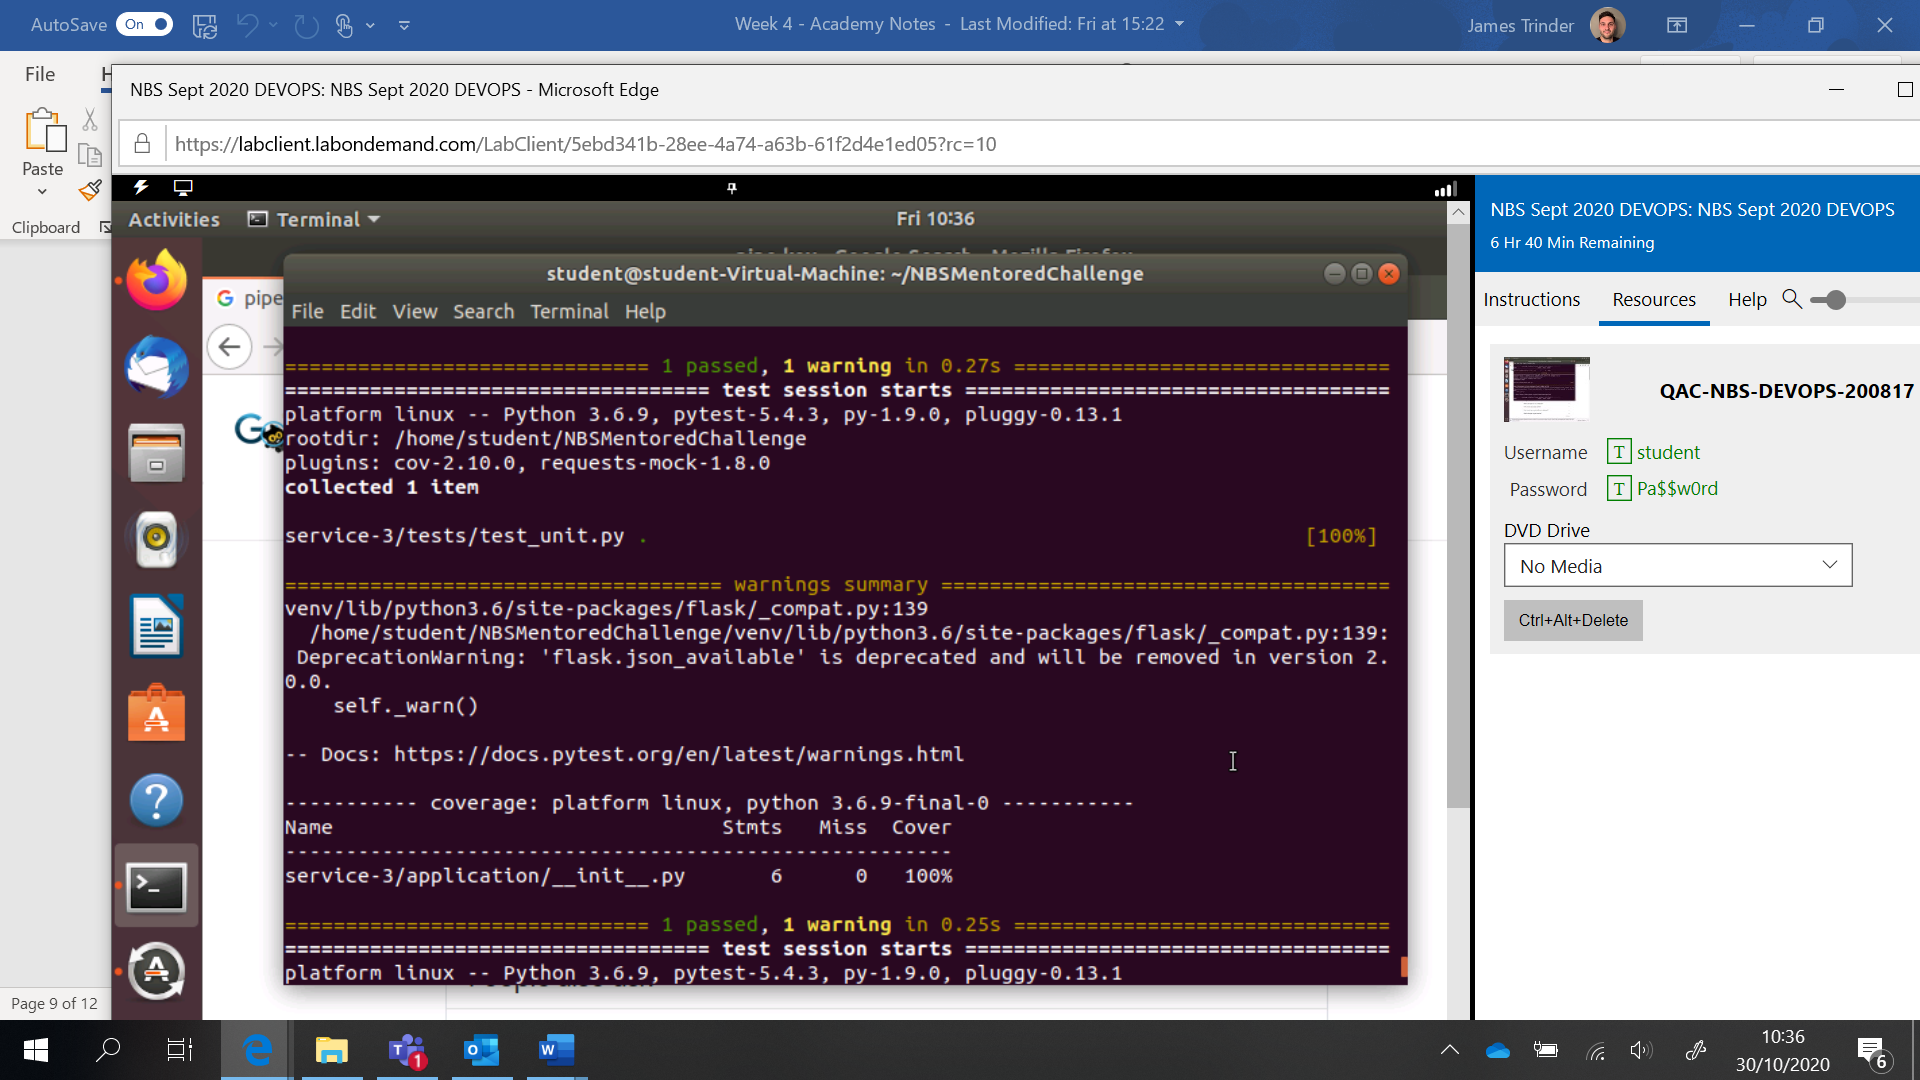 AutoSave On
Week 4 - Academy Notes - Last Modified: Fri at 15:22
James Trinder
File H
NBS Sept 2020 DEVOPS: NBS Sept 2020 DEVOPS - Microsoft Edge
https://labclient.labondemand.com/LabClient/5ebd341b-28ee-4a74-a63b-61f2d4e1ed05?rc=10
Paste
Clipboard
Activities Terminal Fri 10:36
student@student-Virtual-Machine: ~/NBSMentoredChallenge
G pipe
File Edit View Search Terminal Help
============================== 1 passed, 1 warning in 0.27s ===============================
=================================== test session starts ===================================
platform linux -- Python 3.6.9, pytest-5.4.3, py-1.9.0, pluggy-0.13.1
rootdir: /home/student/NBSMentoredChallenge
plugins: cov-2.10.0, requests-mock-1.8.0
collected 1 item
service-3/tests/test_unit.py . [100%]
==================================== warnings summary =====================================
venv/lib/python3.6/site-packages/flask/_compat.py:139
/home/student/NBSMentoredChallenge/venv/lib/python3.6/site-packages/flask/_compat.py:139:
DeprecationWarning: 'flask.json_available' is deprecated and will be removed in version 2.
0.0.
self._warn()
-- Docs: https://docs.pytest.org/en/latest/warnings.html
----------- coverage: platform linux, python 3.6.9-final-0 -----------
Name Stmts Miss Cover
-------------------------------------------------------
service-3/application/__init__.py 6 0 100%
============================== 1 passed, 1 warning in 0.25s ===============================
=================================== test session starts ===================================
platform linux -- Python 3.6.9, pytest-5.4.3, py-1.9.0, pluggy-0.13.1
NBS Sept 2020 DEVOPS: NBS Sept 2020 DEVOPS
6 Hr 40 Min Remaining
Instructions Resources Help
QAC-NBS-DEVOPS-200817
Username T student
Password T Pa$$w0rd
DVD Drive
No Media
Ctrl+Alt+Delete
Page 9 of 12
1
6
10:36
30/10/2020